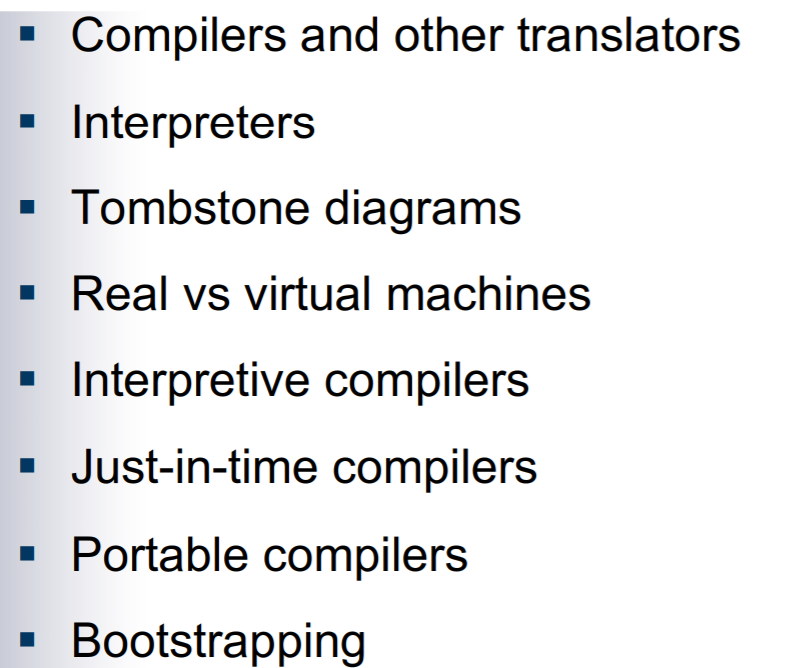 Compilers and other translators
Interpreters
Tombstone diagrams
Real vs virtual machines
Interpretive compilers
Just-in-time compilers
Portable compilers
Bootstrapping